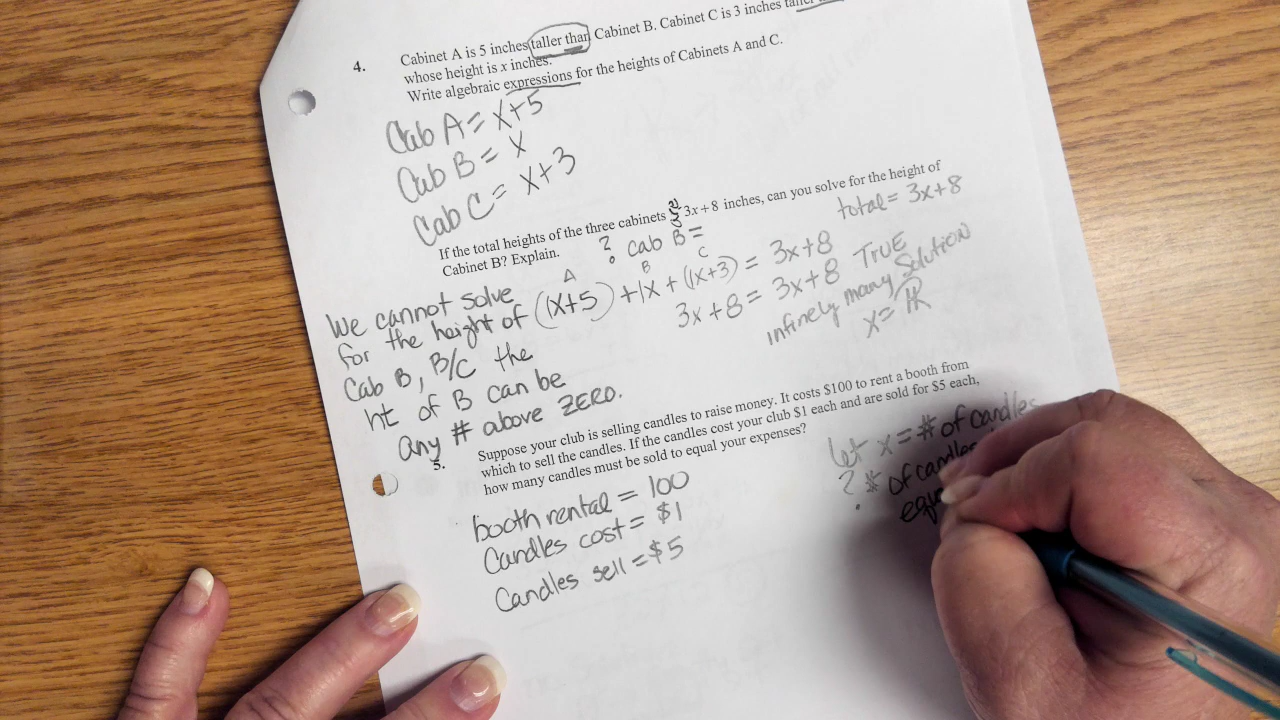 4.
Cabinet A is 5 inches taller than Cabinet B. Cabinet C is 3 inches taller
whose height is x inches.
Write algebraic expressions for the heights of Cabinets A and C.
Cab A = x+5
Cab B = x
Cab C = x+3
If the total heights of the three cabinets 3x + 8 inches, can you solve for the height of
Cabinet B? Explain.
? Cab B =
total = 3x+8
A B C
(1x+5) + 1x + (1x+3) = 3x+8
3x+8 = 3x+8 TRUE
infinely many Solution
x = ℝ
We cannot solve
for the height of
Cab B, B/C the
ht of B can be
any # above ZERO.
5.
Suppose your club is selling candles to raise money. It costs $100 to rent a booth from
which to sell the candles. If the candles cost your club $1 each and are sold for $5 each,
how many candles must be sold to equal your expenses?
booth rental = 100
Candles cost = $1
Candles sell = $5
let x = # of candles
? # of candles